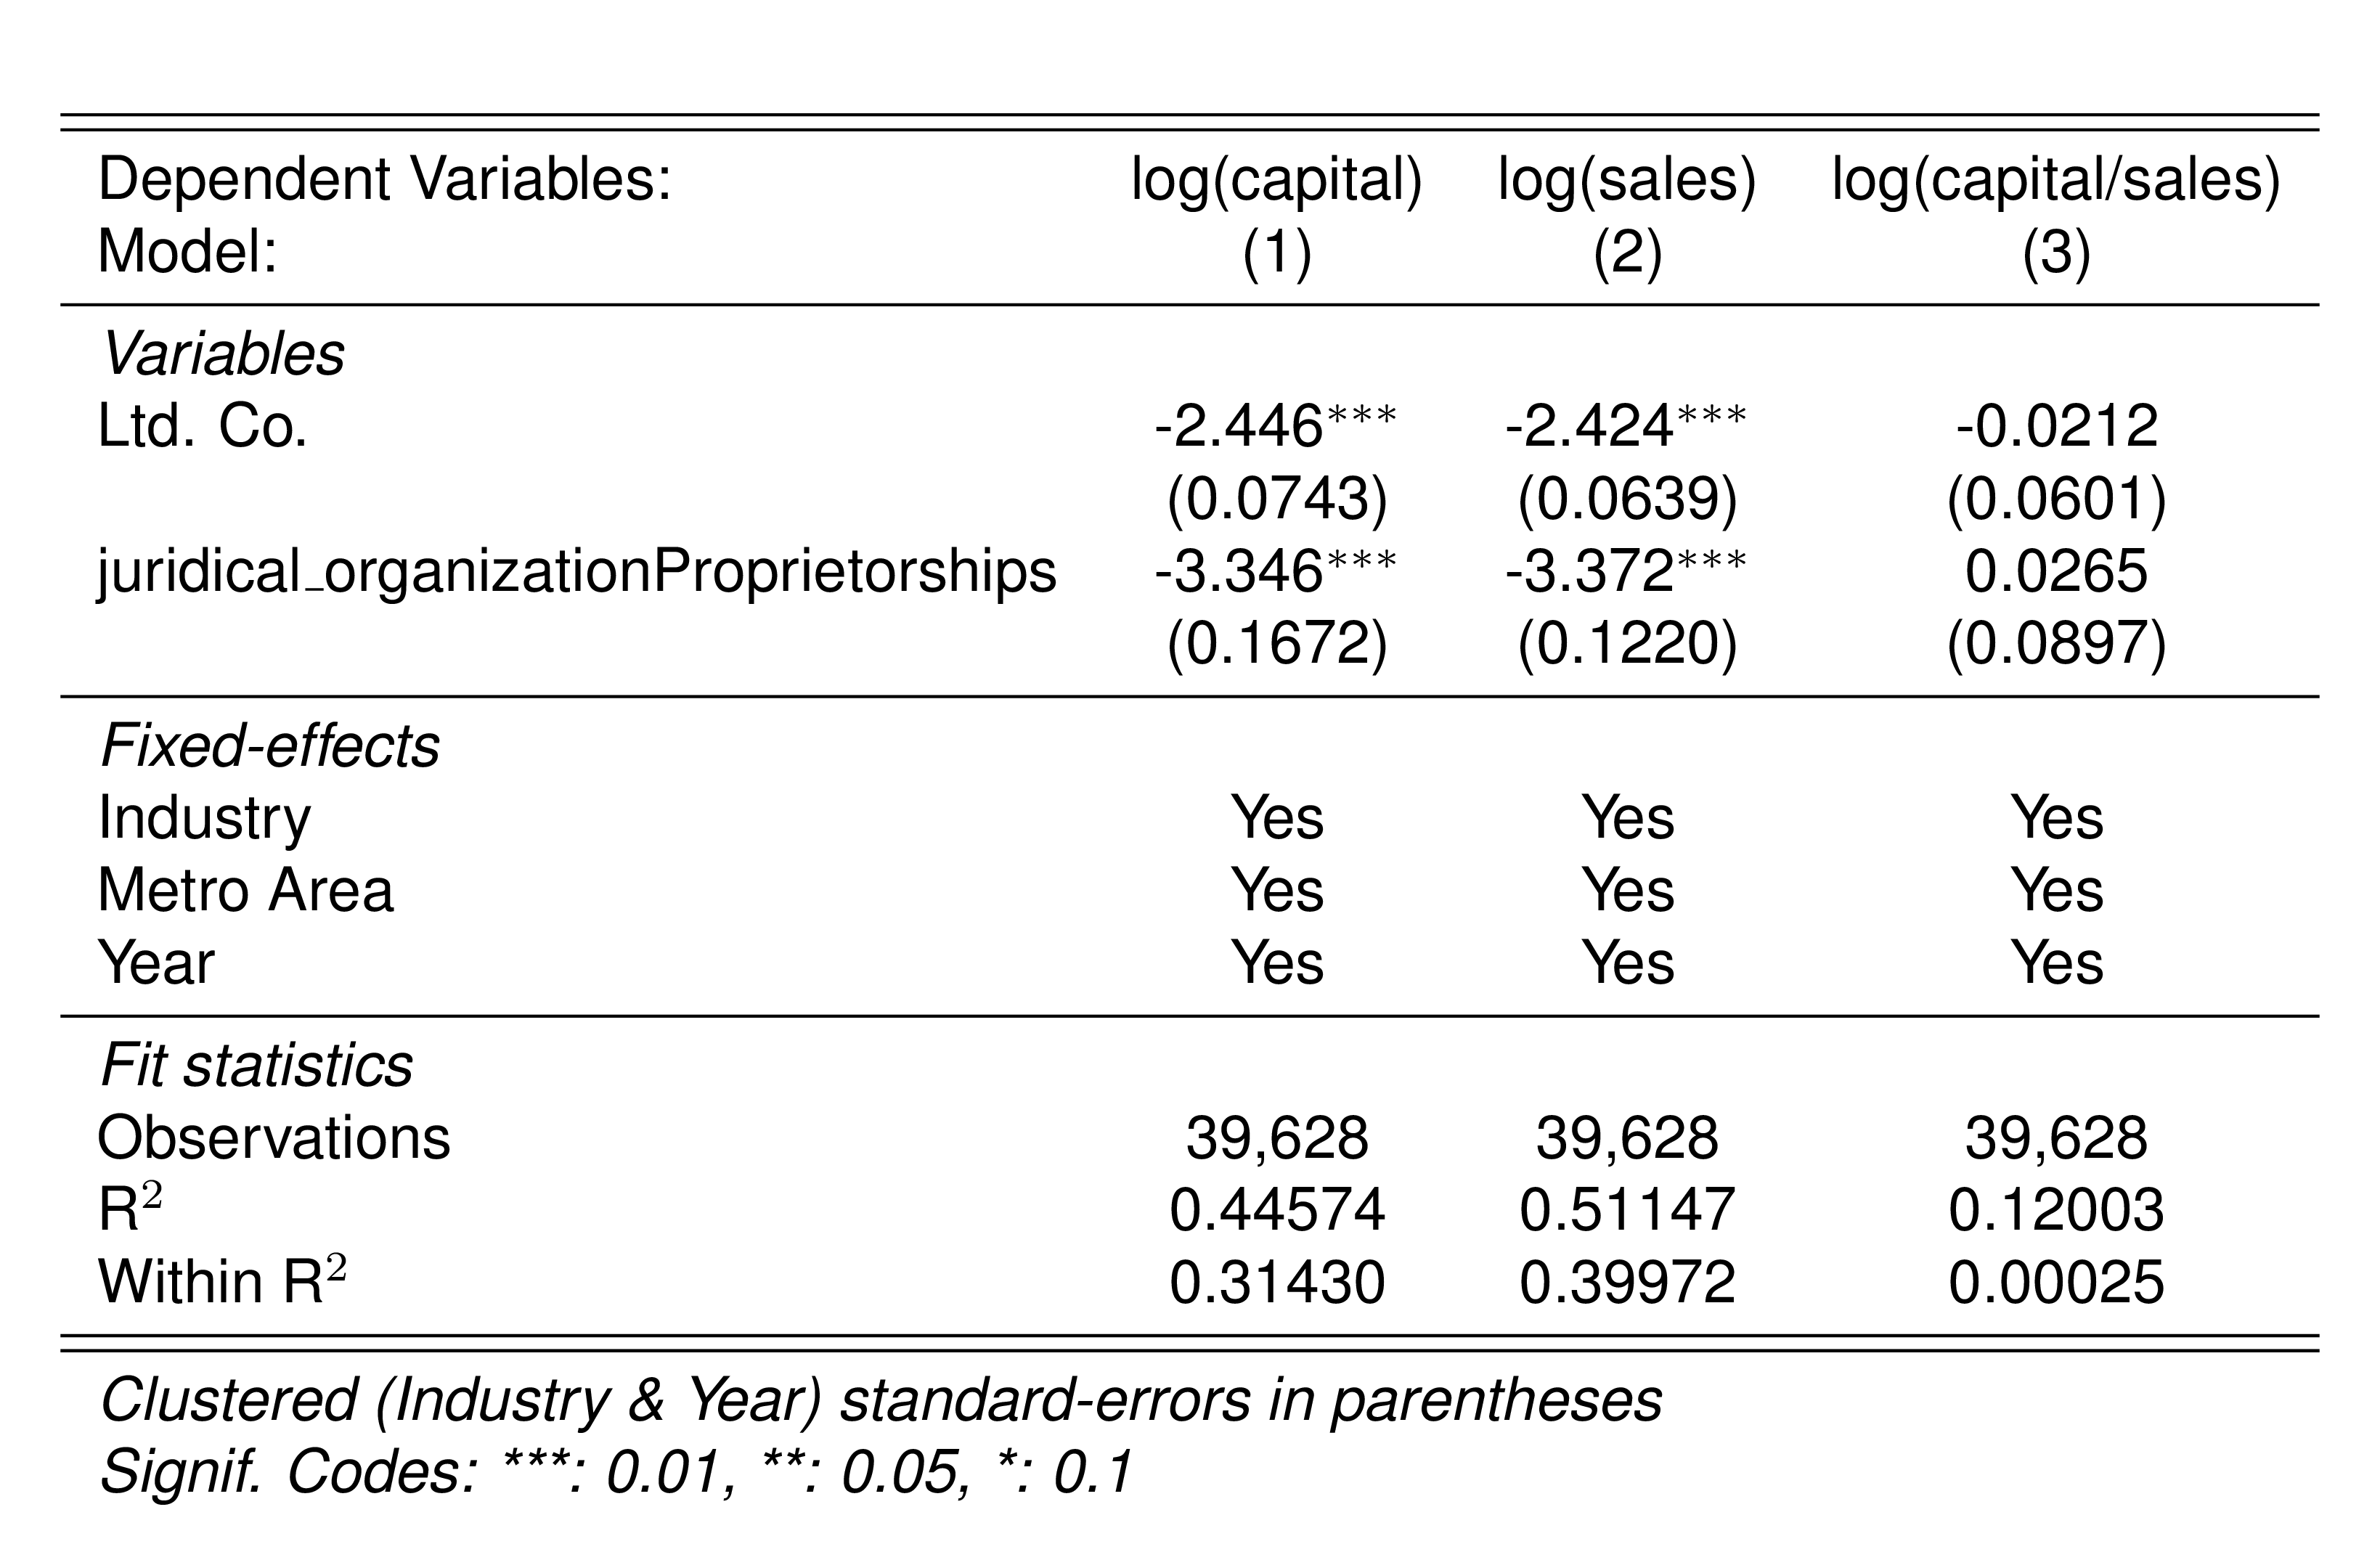 Dependent Variables: log(capital) log(sales) log(capital/sales)
Model: (1) (2) (3)
Variables
Ltd. Co. -2.446*** -2.424*** -0.0212
(0.0743) (0.0639) (0.0601)
juridical_organizationProprietorships -3.346*** -3.372*** 0.0265
(0.1672) (0.1220) (0.0897)
Fixed-effects
Industry Yes Yes Yes
Metro Area Yes Yes Yes
Year Yes Yes Yes
Fit statistics
Observations 39,628 39,628 39,628
R² 0.44574 0.51147 0.12003
Within R² 0.31430 0.39972 0.00025
Clustered (Industry & Year) standard-errors in parentheses
Signif. Codes: ***: 0.01, **: 0.05, *: 0.1